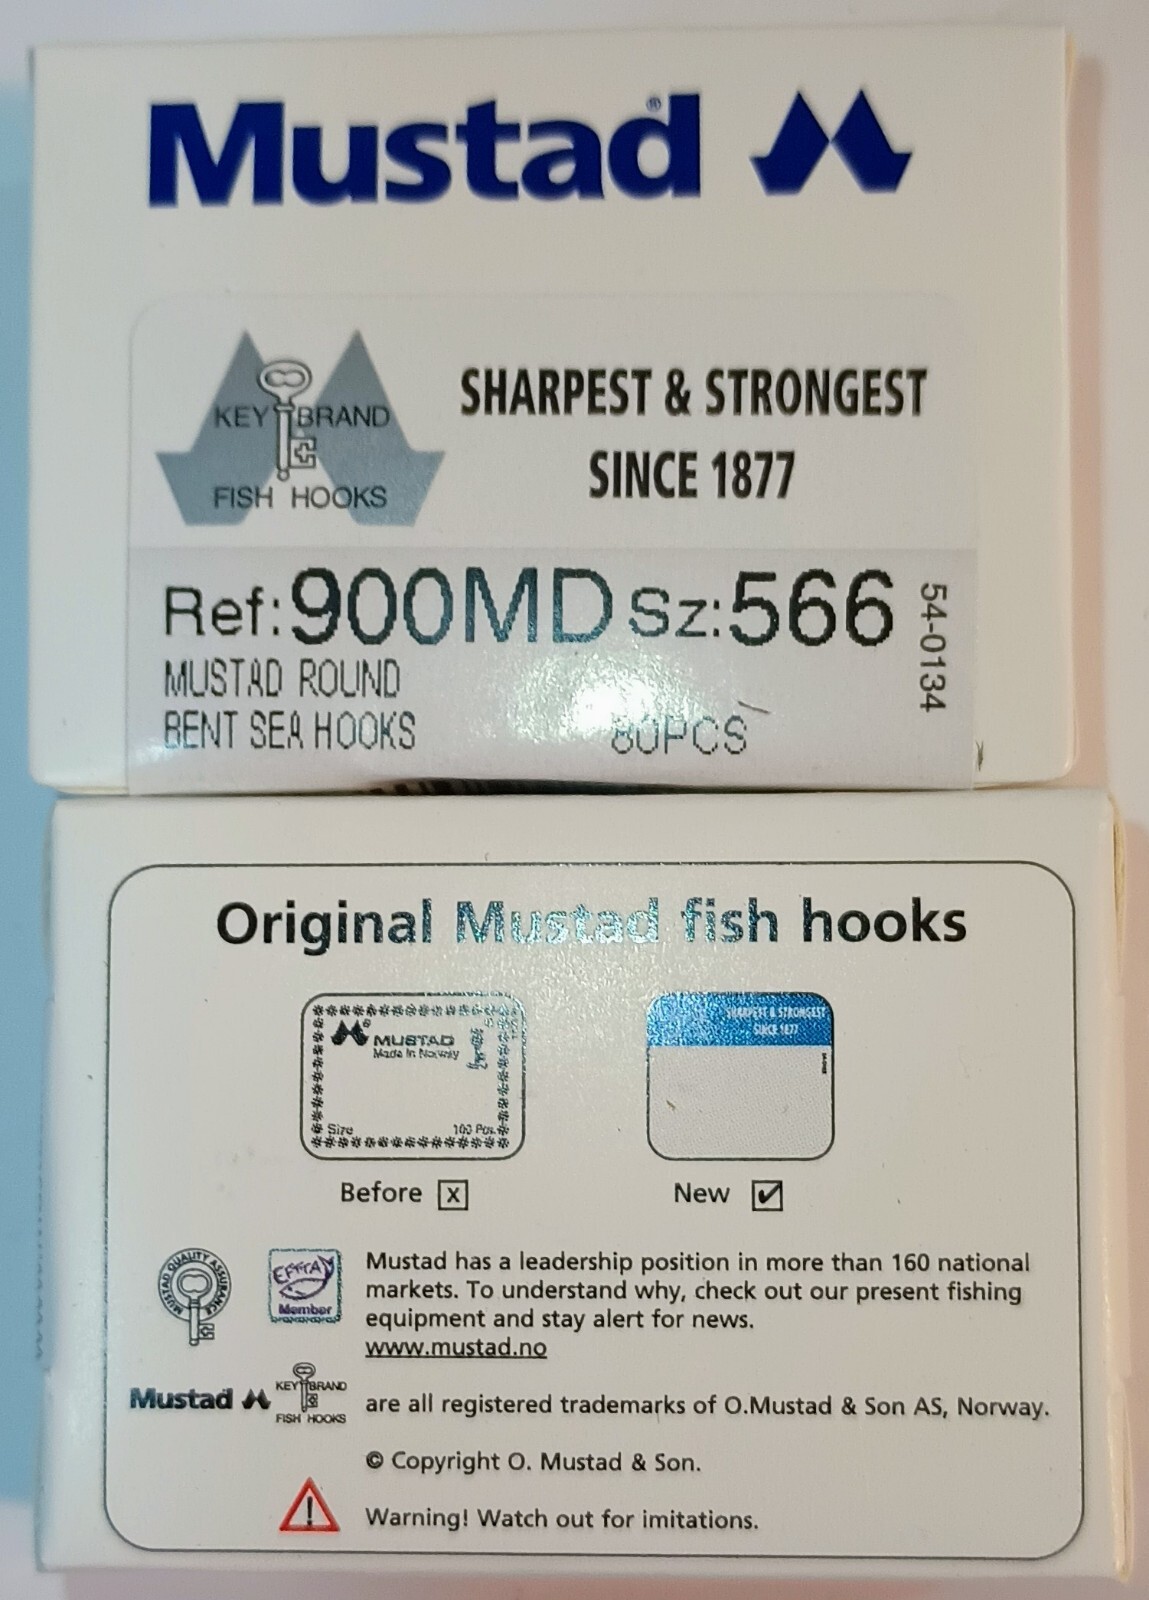 Mustad®
KEY BRAND
FISH HOOKS
SHARPEST & STRONGEST
SINCE 1877
Ref:900MD Sz:566
54-0134
MUSTAD ROUND
BENT SEA HOOKS
80PCS
Original Mustad fish hooks
MUSTAD
Made in Norway
Size
100 Pcs.
SHARPEST & STRONGEST
SINCE 1877
Before x
New
MUSTAD QUALITY ASSURANCE
EFTTA
Member
Mustad has a leadership position in more than 160 national
markets. To understand why, check out our present fishing
equipment and stay alert for news.
www.mustad.no
Mustad
KEY BRAND
FISH HOOKS
are all registered trademarks of O.Mustad & Son AS, Norway.
© Copyright O. Mustad & Son.
Warning! Watch out for imitations.